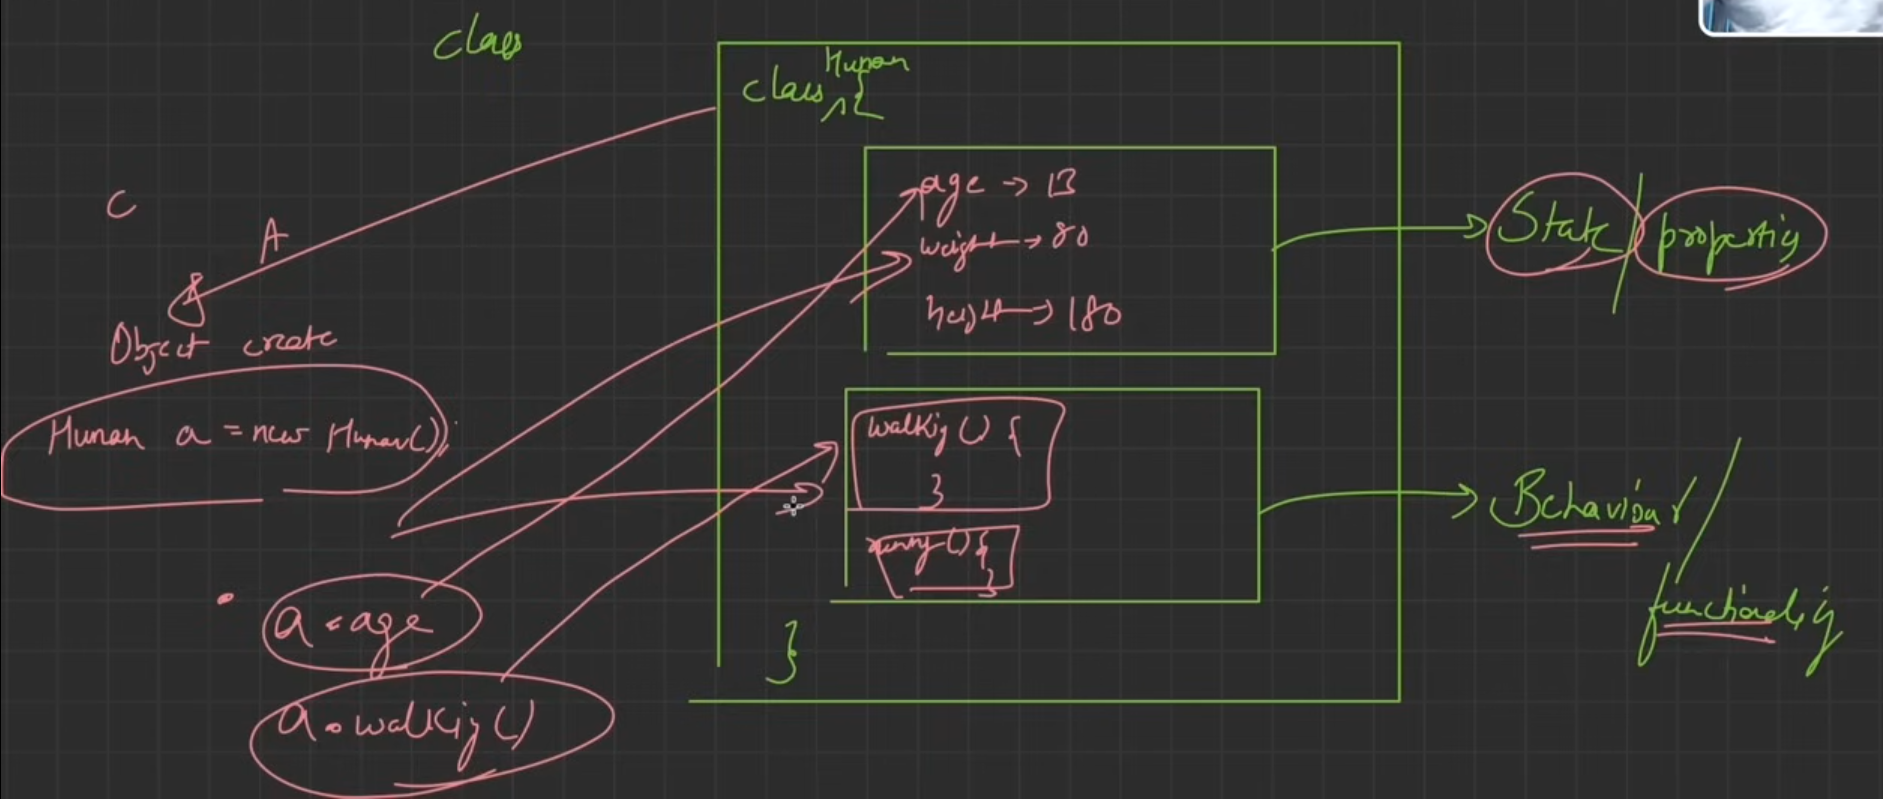 class
class Human {
age → 13
weight → 80
height → 180
State / properties
C
A
Object create
Human a = new Human();
walking () {
}
running () {
}
Behaviour /
functionality
a.age
a.walking()
}